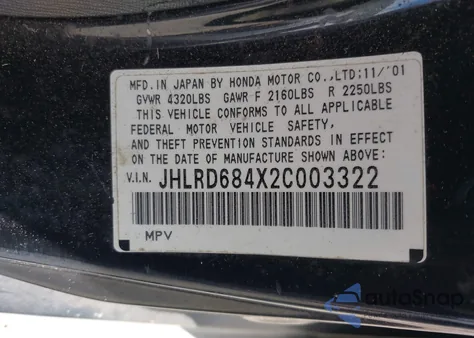 MFD.IN JAPAN BY HONDA MOTOR CO.,LTD;11/'01
GVWR 4320LBS GAWR F 2160LBS R 2250LBS
THIS VEHICLE CONFORMS TO ALL APPLICABLE
FEDERAL MOTOR VEHICLE SAFETY,
AND THEFT PREVENTION STANDARDS IN EFFECT
ON THE DATE OF MANUFACTURE SHOWN ABOVE:
V.I.N. JHLRD684X2C003322
MPV
autoSnap